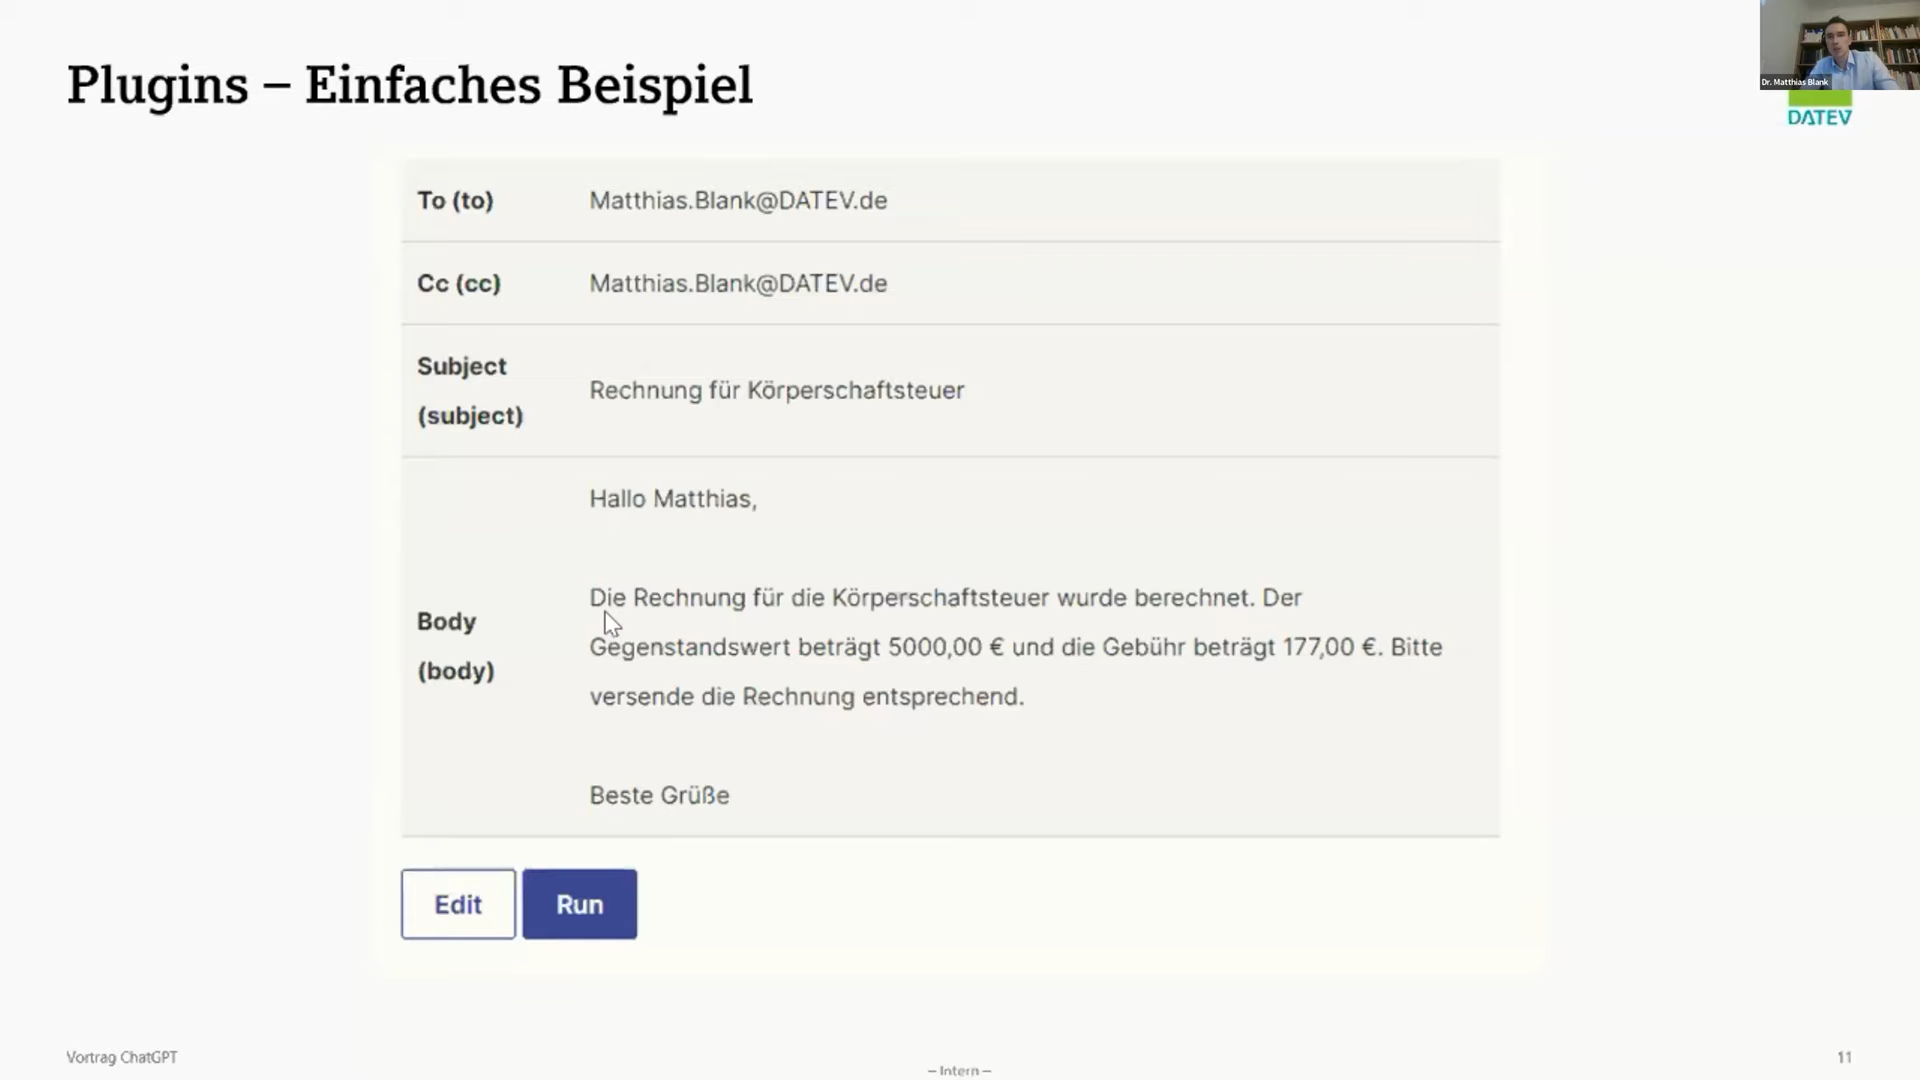 Plugins – Einfaches Beispiel
Dr. Matthias Blank
DATEV
To (to)
Matthias.Blank@DATEV.de
Cc (cc)
Matthias.Blank@DATEV.de
Subject
(subject)
Rechnung für Körperschaftsteuer
Body
(body)
Hallo Matthias,
Die Rechnung für die Körperschaftsteuer wurde berechnet. Der
Gegenstandswert beträgt 5000,00 € und die Gebühr beträgt 177,00 €. Bitte
versende die Rechnung entsprechend.
Beste Grüße
Edit
Run
Vortrag ChatGPT
– Intern –
11